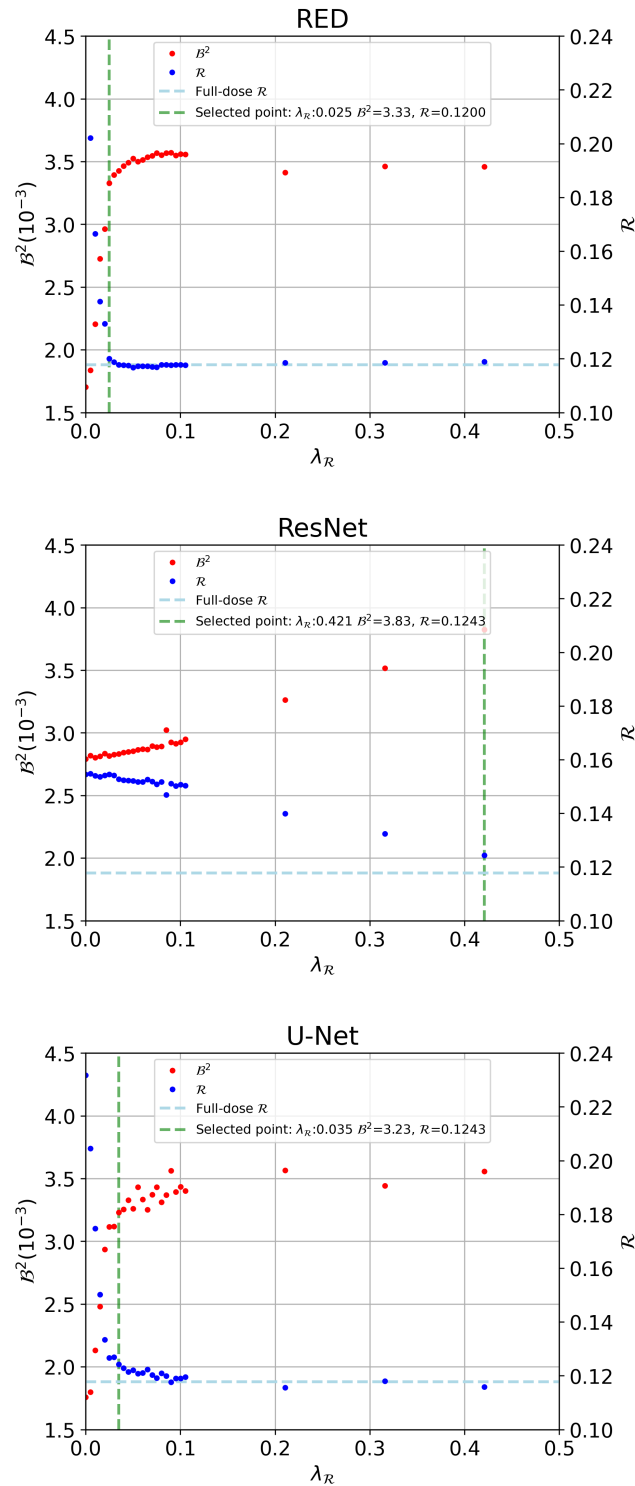 RED
4.5
4.0
3.5
3.0
2.5
2.0
1.5
ℬ²(10⁻³)
0.24
0.22
0.20
0.18
0.16
0.14
0.12
0.10
ℛ
ℬ²
ℛ
Full-dose ℛ
Selected point: λ_ℛ:0.025 ℬ²=3.33, ℛ=0.1200
0.0 0.1 0.2 0.3 0.4 0.5
λ_ℛ
ResNet
4.5
4.0
3.5
3.0
2.5
2.0
1.5
ℬ²(10⁻³)
0.24
0.22
0.20
0.18
0.16
0.14
0.12
0.10
ℛ
ℬ²
ℛ
Full-dose ℛ
Selected point: λ_ℛ:0.421 ℬ²=3.83, ℛ=0.1243
0.0 0.1 0.2 0.3 0.4 0.5
λ_ℛ
U-Net
4.5
4.0
3.5
3.0
2.5
2.0
1.5
ℬ²(10⁻³)
0.24
0.22
0.20
0.18
0.16
0.14
0.12
0.10
ℛ
ℬ²
ℛ
Full-dose ℛ
Selected point: λ_ℛ:0.035 ℬ²=3.23, ℛ=0.1243
0.0 0.1 0.2 0.3 0.4 0.5
λ_ℛ